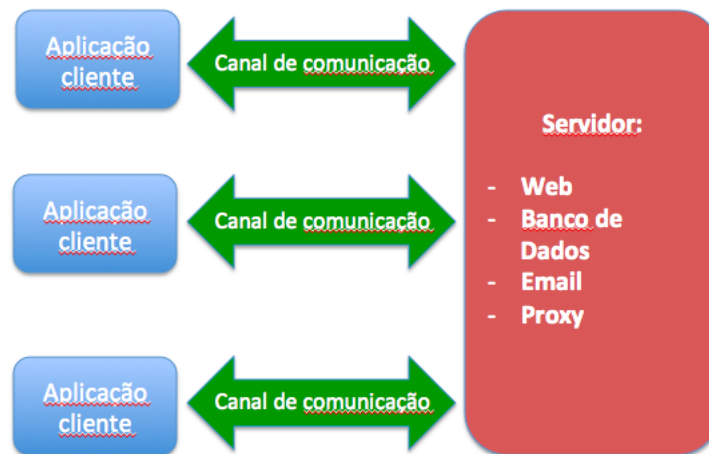 Aplicação
cliente
Canal de comunicação
Aplicação
cliente
Canal de comunicação
Aplicação
cliente
Canal de comunicação
Servidor:
- Web
- Banco de
Dados
- Email
- Proxy